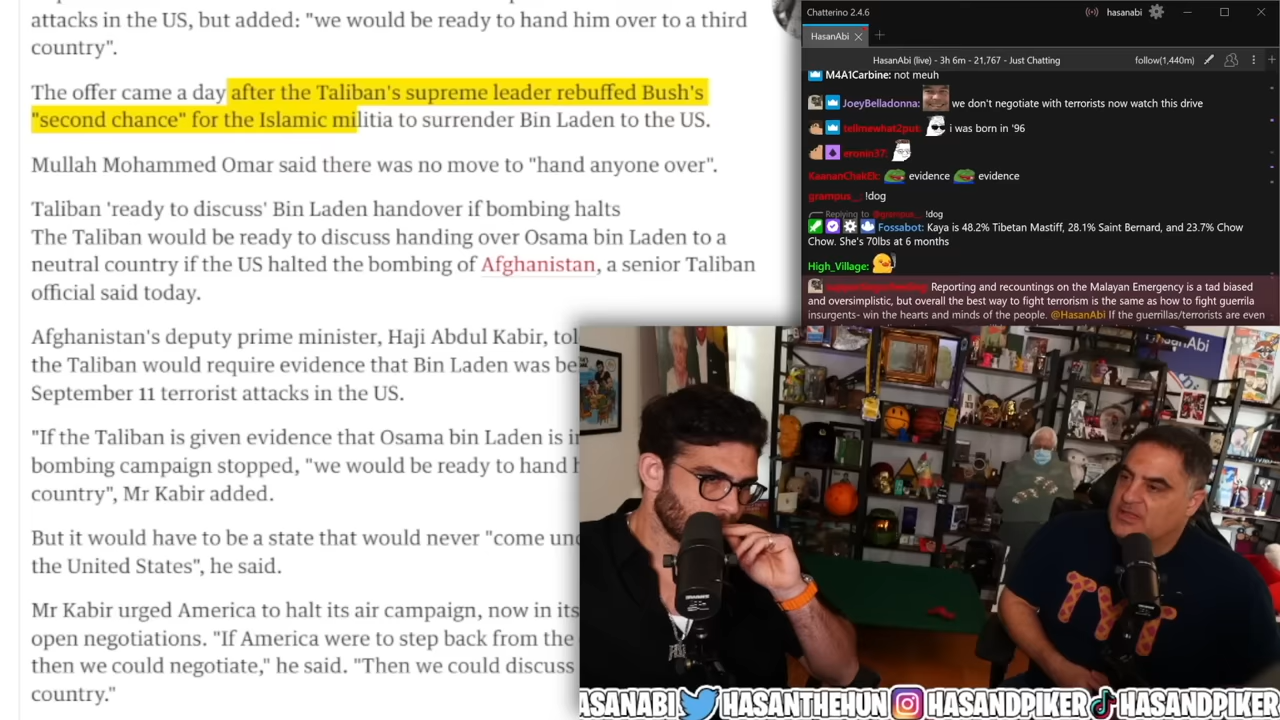 attacks in the US, but added: "we would be ready to hand him over to a third
country".
The offer came a day after the Taliban's supreme leader rebuffed Bush's
"second chance" for the Islamic militia to surrender Bin Laden to the US.
Mullah Mohammed Omar said there was no move to "hand anyone over".
Taliban 'ready to discuss' Bin Laden handover if bombing halts
The Taliban would be ready to discuss handing over Osama bin Laden to a
neutral country if the US halted the bombing of Afghanistan, a senior Taliban
official said today.
Afghanistan's deputy prime minister, Haji Abdul Kabir, tol
the Taliban would require evidence that Bin Laden was be
September 11 terrorist attacks in the US.
"If the Taliban is given evidence that Osama bin Laden is i
bombing campaign stopped, "we would be ready to hand h
country", Mr Kabir added.
But it would have to be a state that would never "come und
the United States", he said.
Mr Kabir urged America to halt its air campaign, now in its
open negotiations. "If America were to step back from the
then we could negotiate," he said. "Then we could discuss
country."
Chatterino 2.4.6
hasanabi
HasanAbi
HasanAbi (live) - 3h 6m - 21,767 - Just Chatting
follow(1,440m)
M4A1Carbine: not meuh
JoeyBelladonna: we don't negotiate with terrorists now watch this drive
tellmewhat2put: i was born in '96
eronin37:
KaananChakEk: evidence evidence
grampus_: !dog
Replying to @grampus_: !dog
Fossabot: Kaya is 48.2% Tibetan Mastiff, 28.1% Saint Bernard, and 23.7% Chow
Chow. She's 70lbs at 6 months
High_Village:
Reporting and recountings on the Malayan Emergency is a tad biased
and oversimplistic, but overall the best way to fight terrorism is the same as how to fight guerrila
insurgents- win the hearts and minds of the people. @HasanAbi If the guerrillas/terrorists are even
sanAbi
TYT
ASANABI HASANTHEHUN HASANDPIKER HASANDPIKER